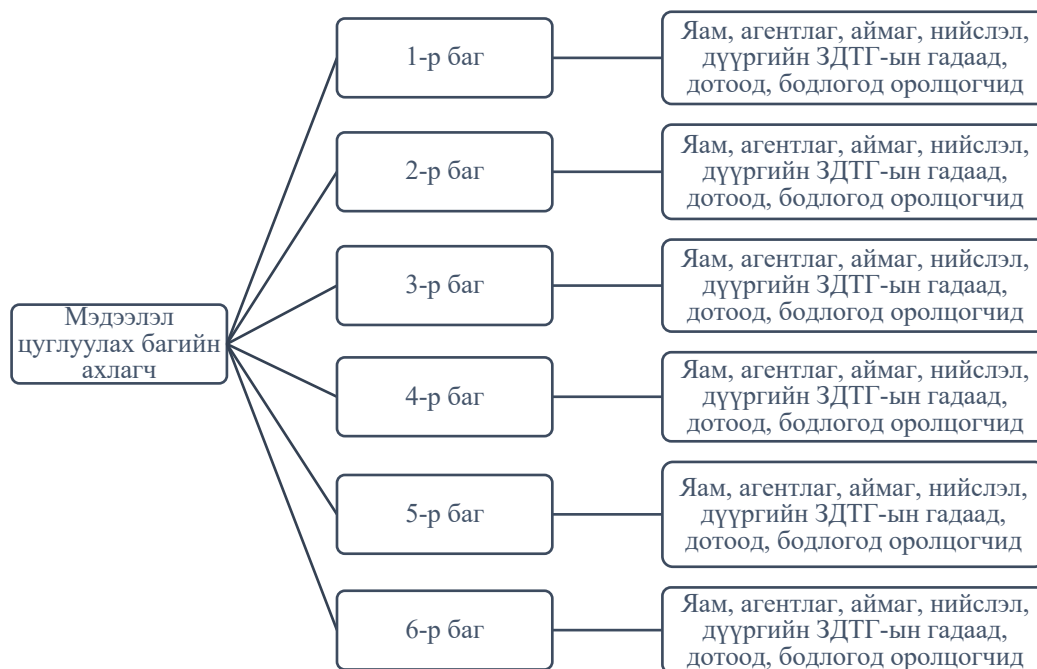 Мэдээлэл
цуглуулах багийн
ахлагч
1-р баг
Яам, агентлаг, аймаг, нийслэл,
дүүргийн ЗДТГ-ын гадаад,
дотоод, бодлогод оролцогчид
2-р баг
Яам, агентлаг, аймаг, нийслэл,
дүүргийн ЗДТГ-ын гадаад,
дотоод, бодлогод оролцогчид
3-р баг
Яам, агентлаг, аймаг, нийслэл,
дүүргийн ЗДТГ-ын гадаад,
дотоод, бодлогод оролцогчид
4-р баг
Яам, агентлаг, аймаг, нийслэл,
дүүргийн ЗДТГ-ын гадаад,
дотоод, бодлогод оролцогчид
5-р баг
Яам, агентлаг, аймаг, нийслэл,
дүүргийн ЗДТГ-ын гадаад,
дотоод, бодлогод оролцогчид
6-р баг
Яам, агентлаг, аймаг, нийслэл,
дүүргийн ЗДТГ-ын гадаад,
дотоод, бодлогод оролцогчид